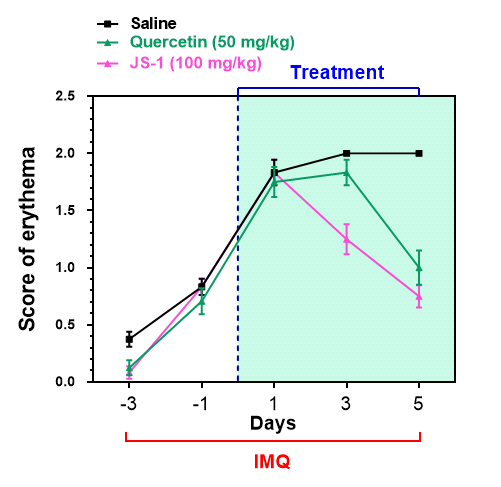 Saline
Quercetin (50 mg/kg)
JS-1 (100 mg/kg)
Treatment
2.5
2.0
1.5
1.0
0.5
0.0
Score of erythema
-3 -1 1 3 5
Days
IMQ